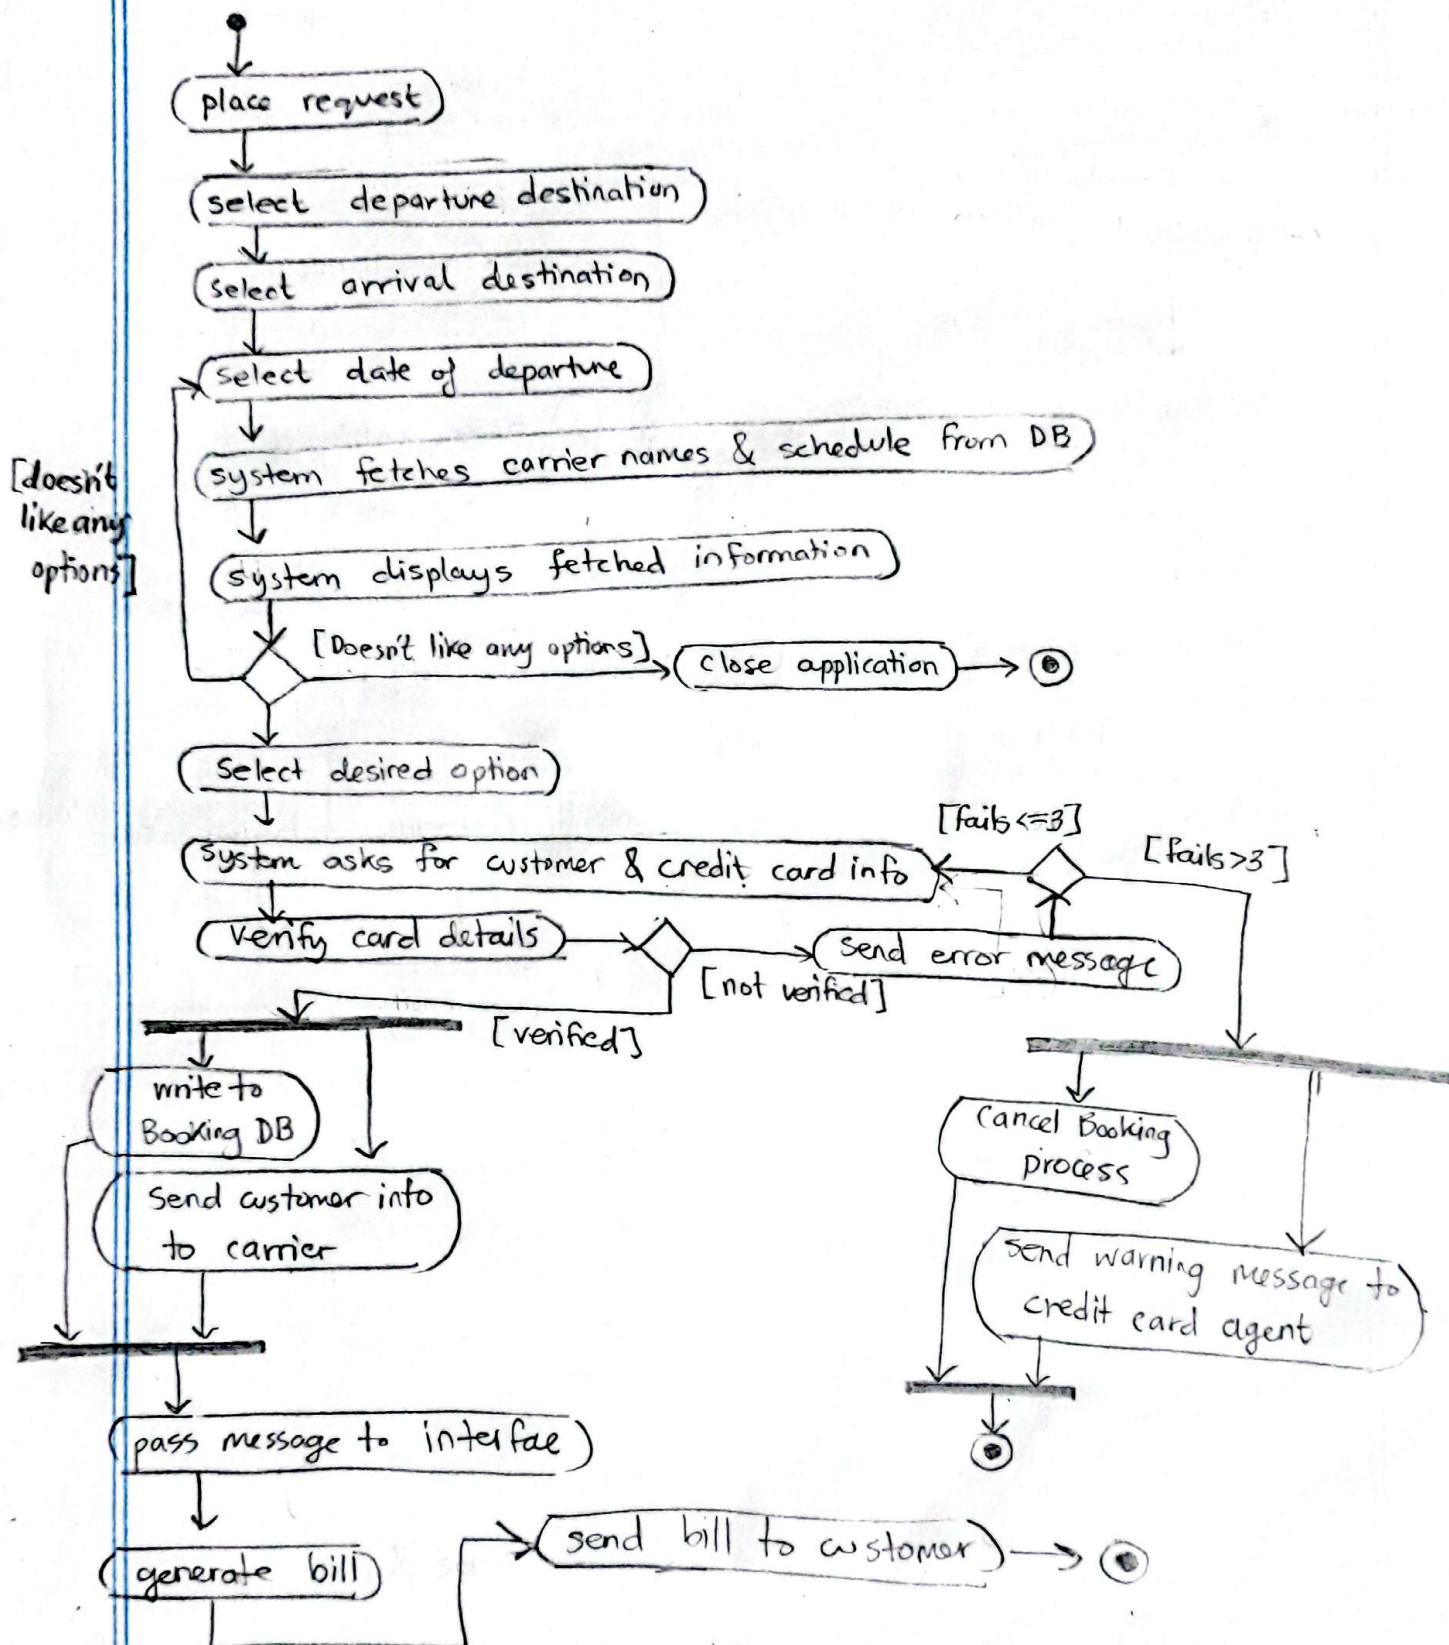 place request
select departure destination
select arrival destination
select date of departure
system fetches carrier names & schedule from DB
[doesn't
like any
options]
system displays fetched information
[Doesn't like any options]
close application
Select desired option
[fails<=3]
[fails>3]
system asks for customer & credit card info
verify card details
send error message
[not verified]
[verified]
write to
Booking DB
Cancel Booking
process
Send customer info
to carrier
send warning message to
credit card agent
pass message to interfae
send bill to customer
generate bill